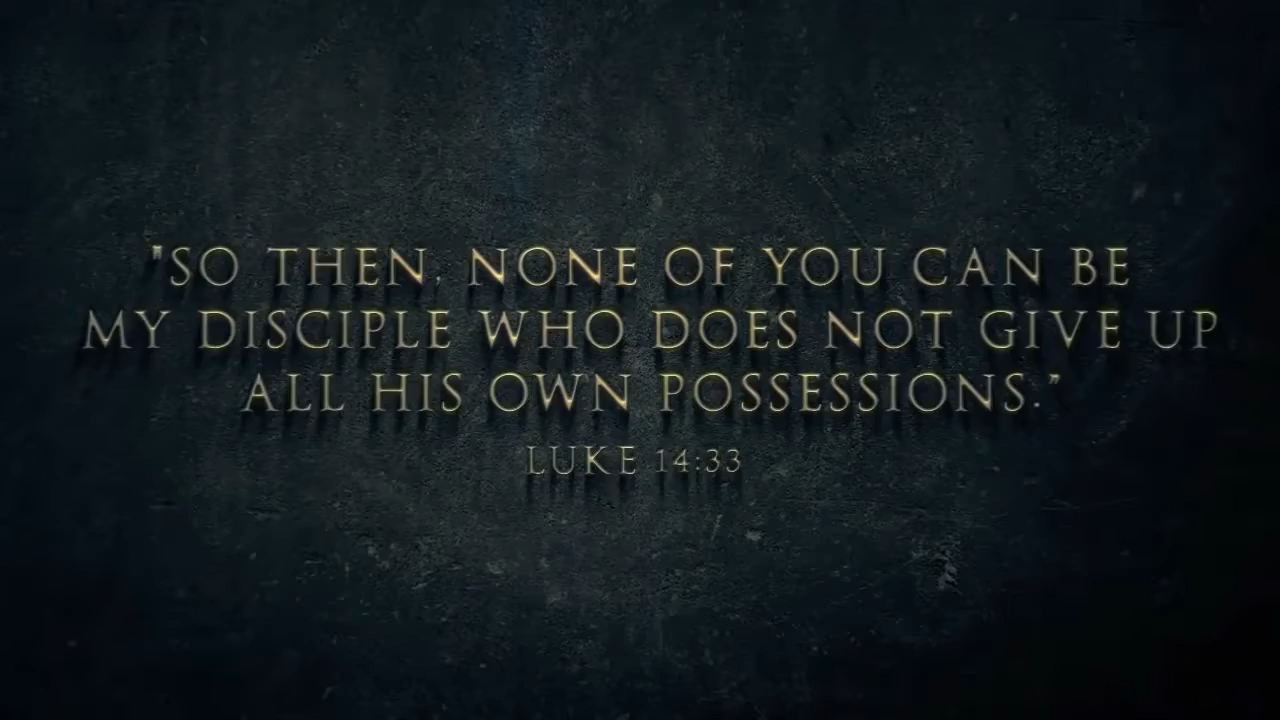 "SO THEN, NONE OF YOU CAN BE
MY DISCIPLE WHO DOES NOT GIVE UP
ALL HIS OWN POSSESSIONS."
LUKE 14:33